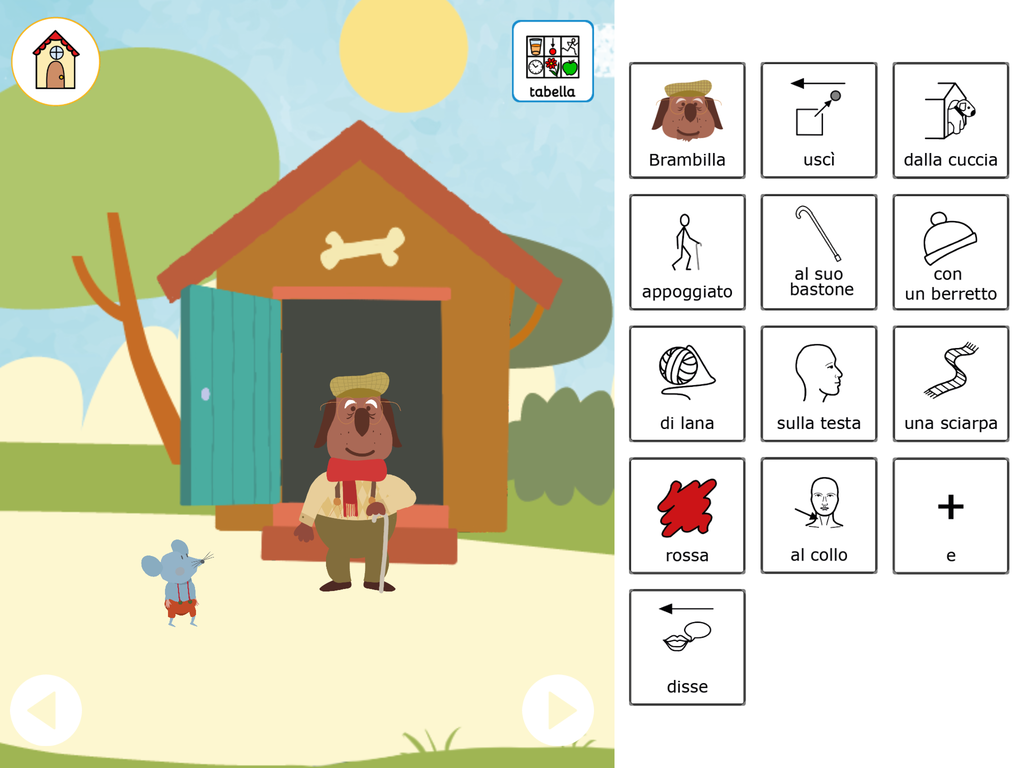 tabella
Brambilla
uscì
dalla cuccia
appoggiato
al suo
bastone
con
un berretto
di lana
sulla testa
una sciarpa
rossa
al collo
e
disse